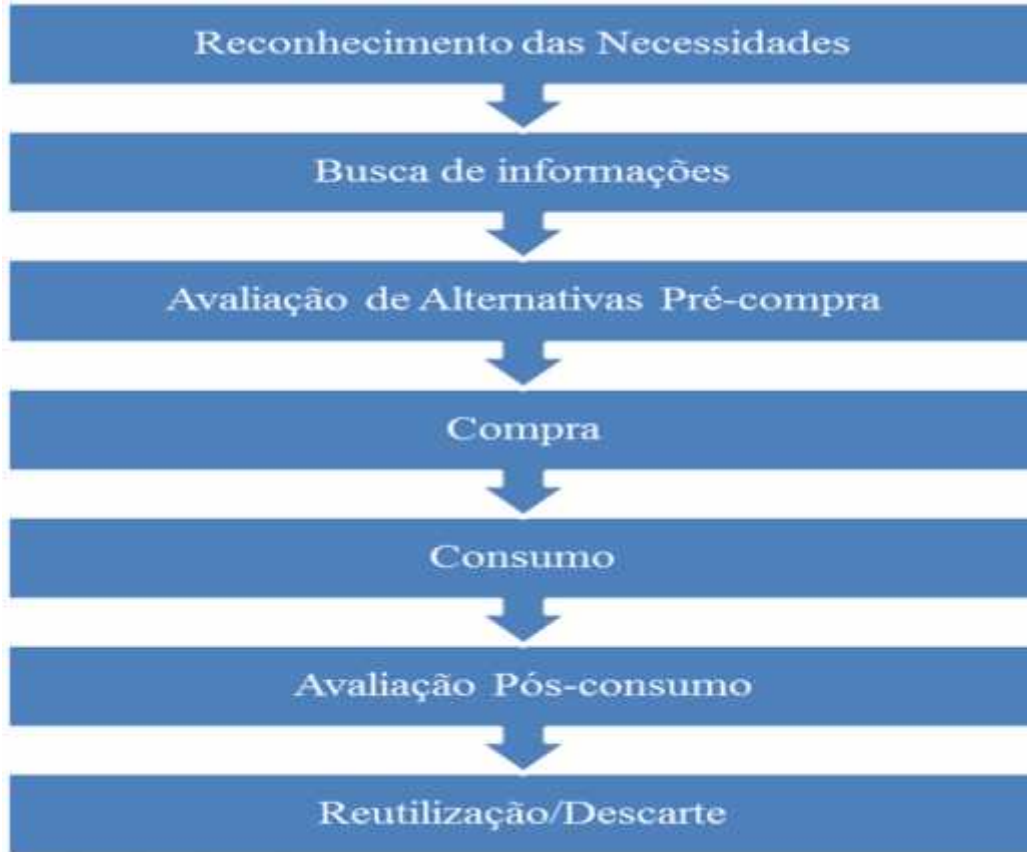 Reconhecimento das Necessidades
Busca de informações
Avaliação de Alternativas Pré-compra
Compra
Consumo
Avaliação Pós-consumo
Reutilização/Descarte